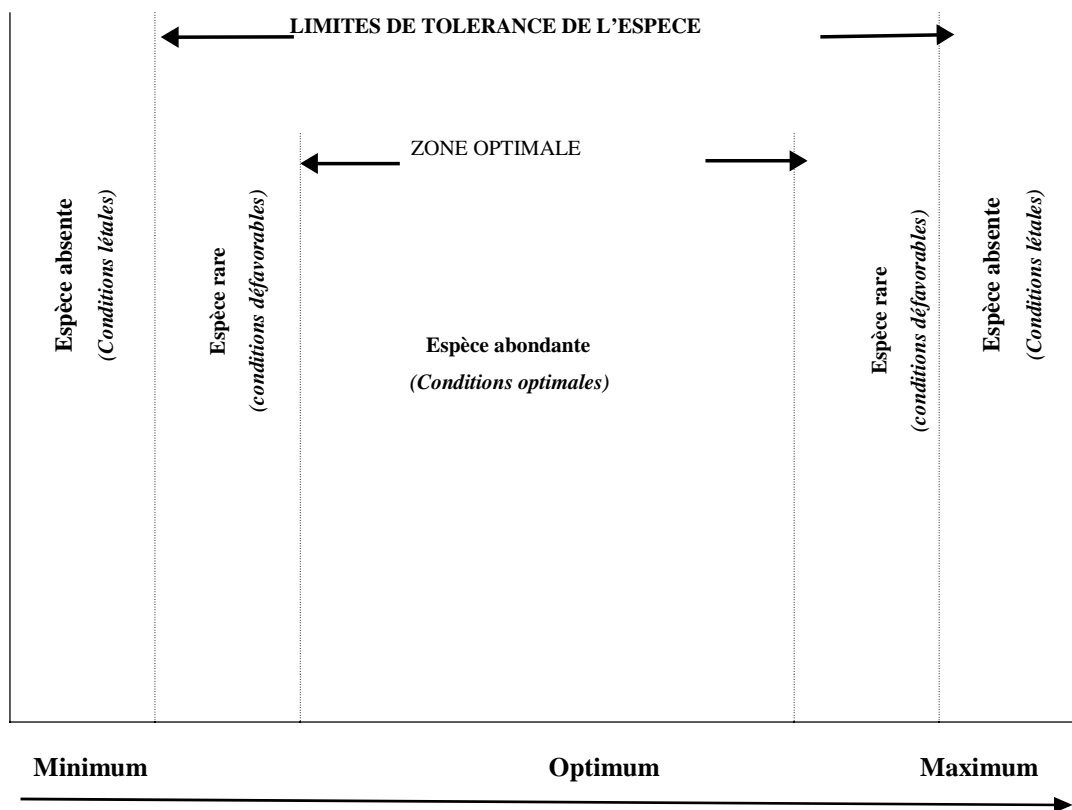 LIMITES DE TOLERANCE DE L'ESPECE
ZONE OPTIMALE
Espèce absente
(Conditions létales)
Espèce rare
(conditions défavorables)
Espèce abondante
(Conditions optimales)
Espèce rare
(conditions défavorables)
Espèce absente
(Conditions létales)
Minimum
Optimum
Maximum